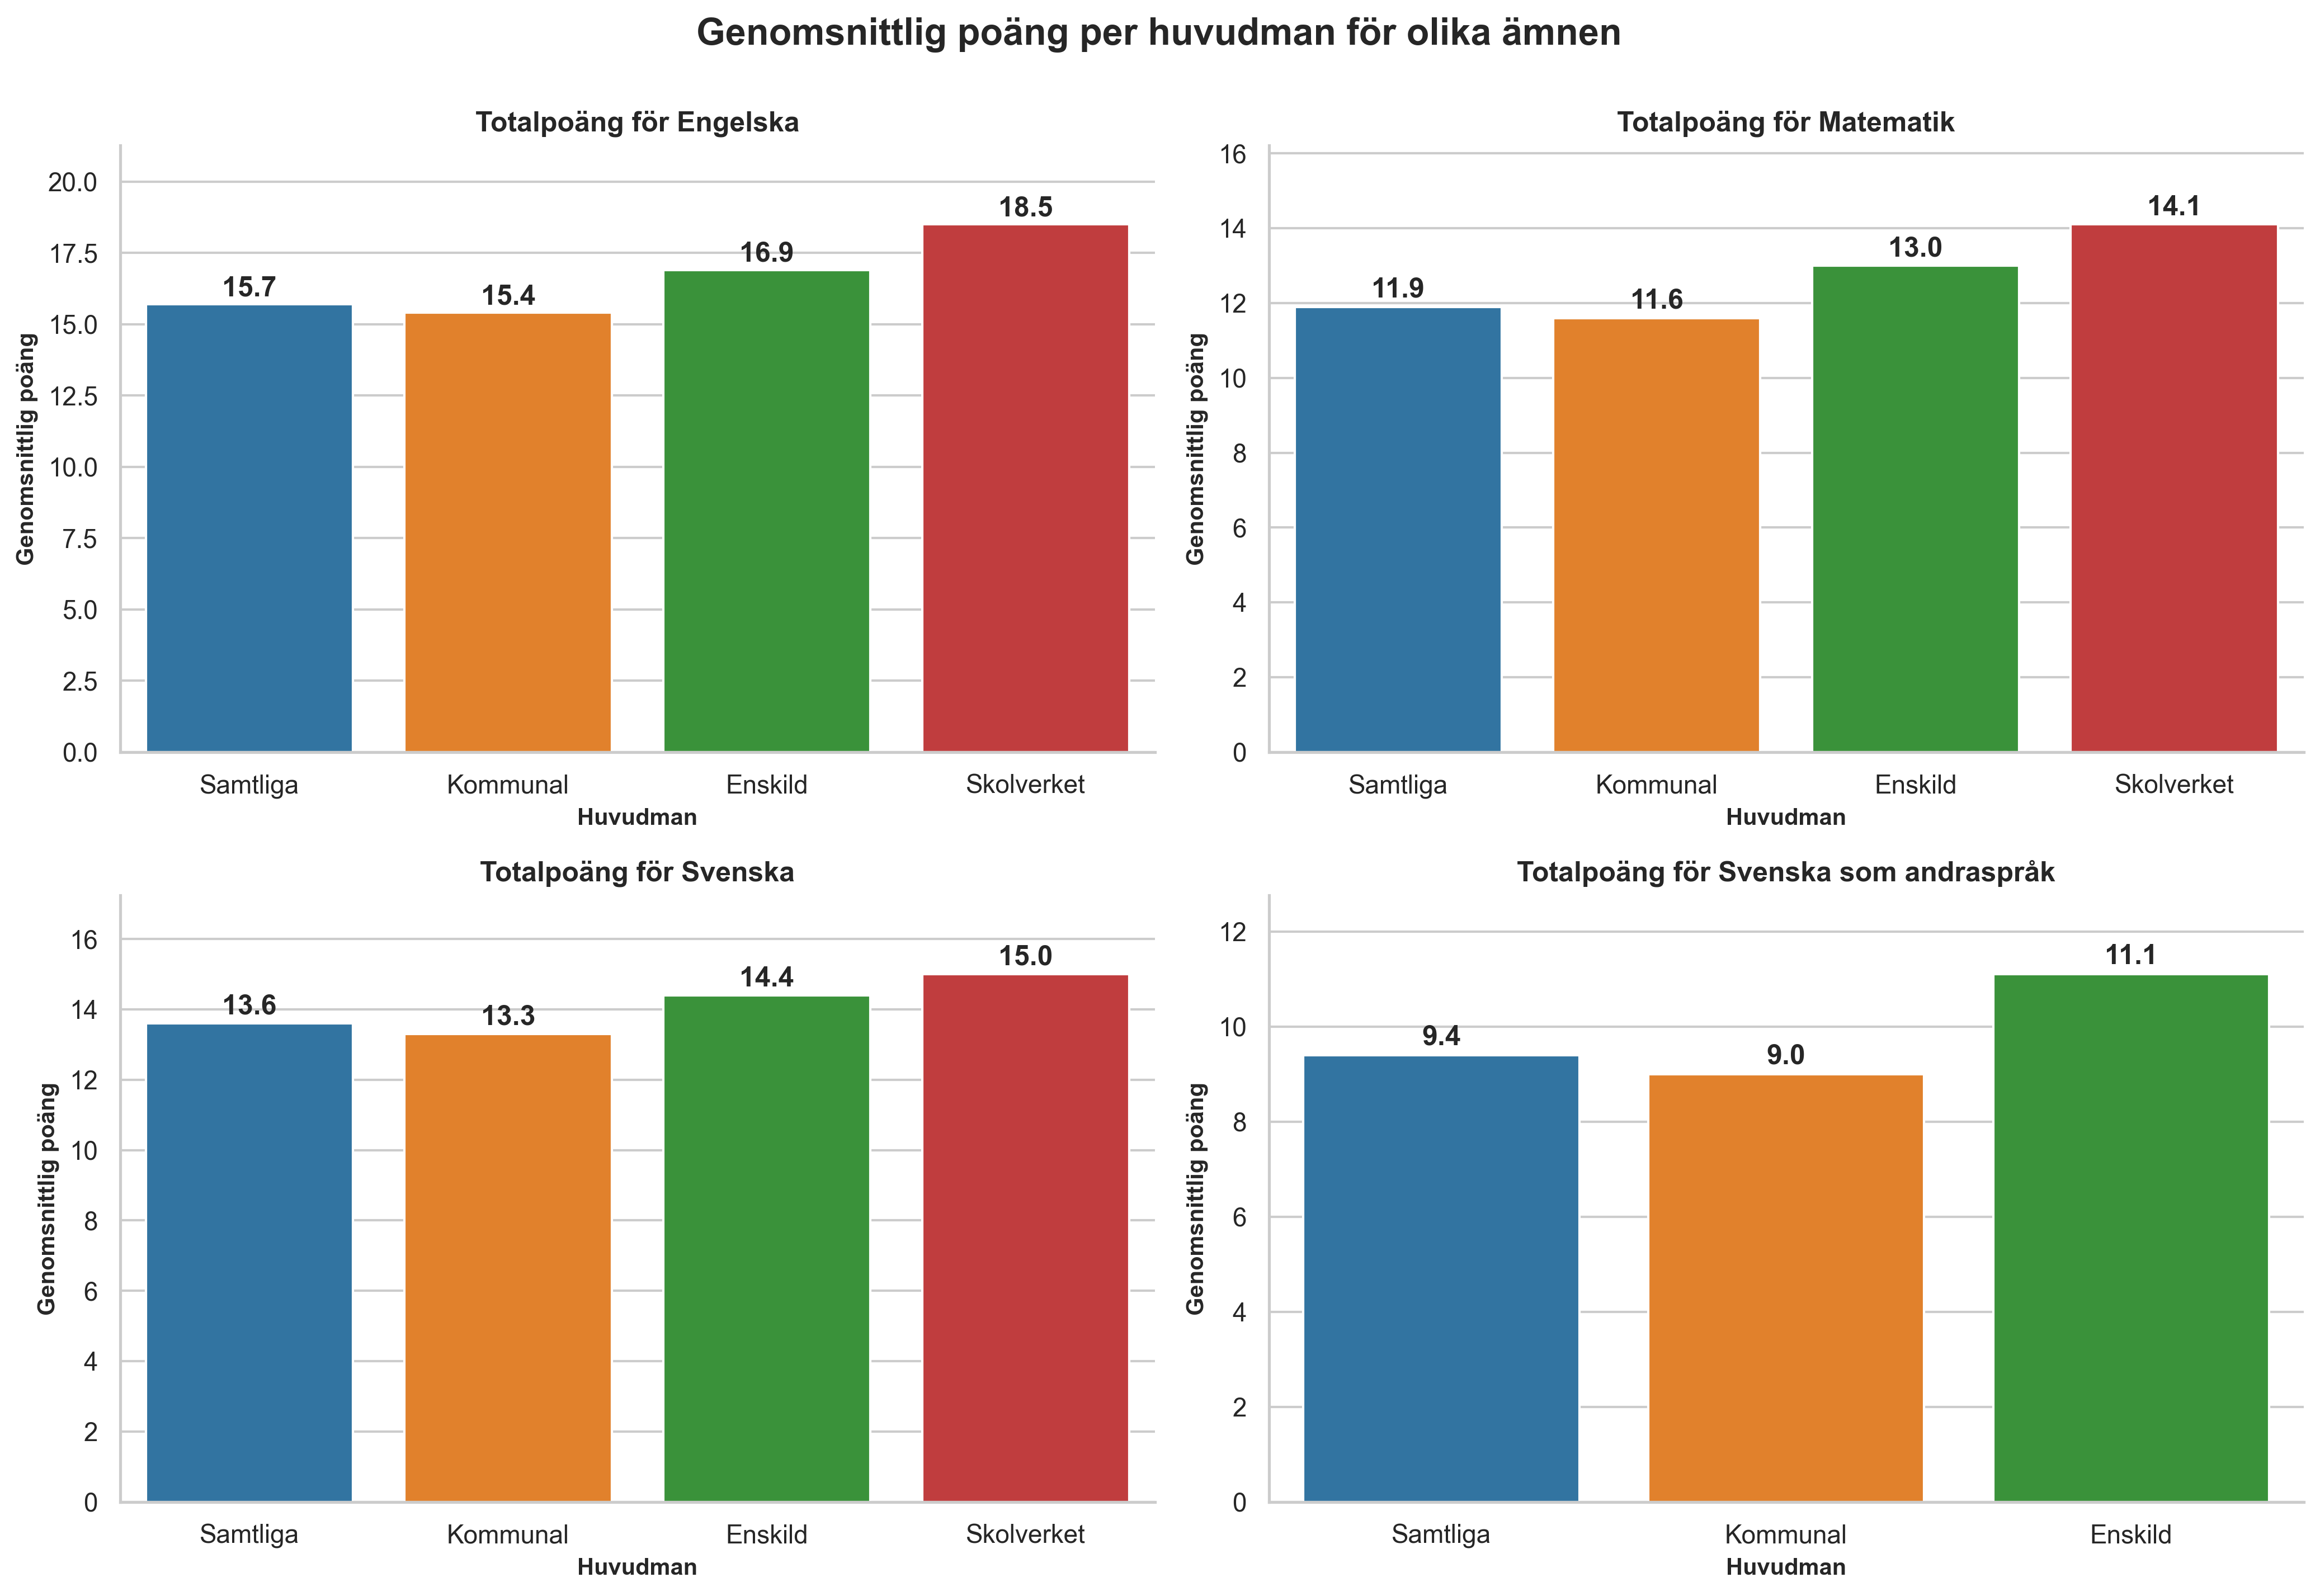 Genomsnittlig poäng per huvudman för olika ämnen
Totalpoäng för Engelska
Genomsnittlig poäng
20.0
17.5
15.0
12.5
10.0
7.5
5.0
2.5
0.0
15.7
15.4
16.9
18.5
Samtliga Kommunal Enskild Skolverket
Huvudman
Totalpoäng för Matematik
Genomsnittlig poäng
16
14
12
10
8
6
4
2
0
11.9
11.6
13.0
14.1
Samtliga Kommunal Enskild Skolverket
Huvudman
Totalpoäng för Svenska
Genomsnittlig poäng
16
14
12
10
8
6
4
2
0
13.6
13.3
14.4
15.0
Samtliga Kommunal Enskild Skolverket
Huvudman
Totalpoäng för Svenska som andraspråk
Genomsnittlig poäng
12
10
8
6
4
2
0
9.4
9.0
11.1
Samtliga Kommunal Enskild
Huvudman